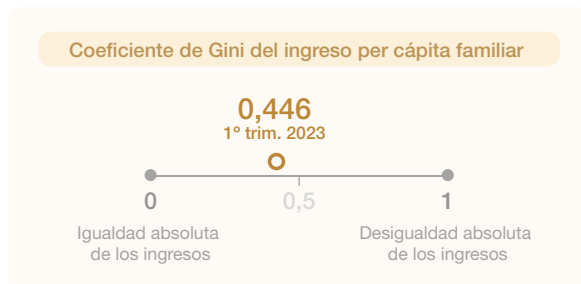 Coeficiente de Gini del ingreso per cápita familiar
0,446
1º trim. 2023
0 0,5 1
Igualdad absoluta Desigualdad absoluta
de los ingresos de los ingresos